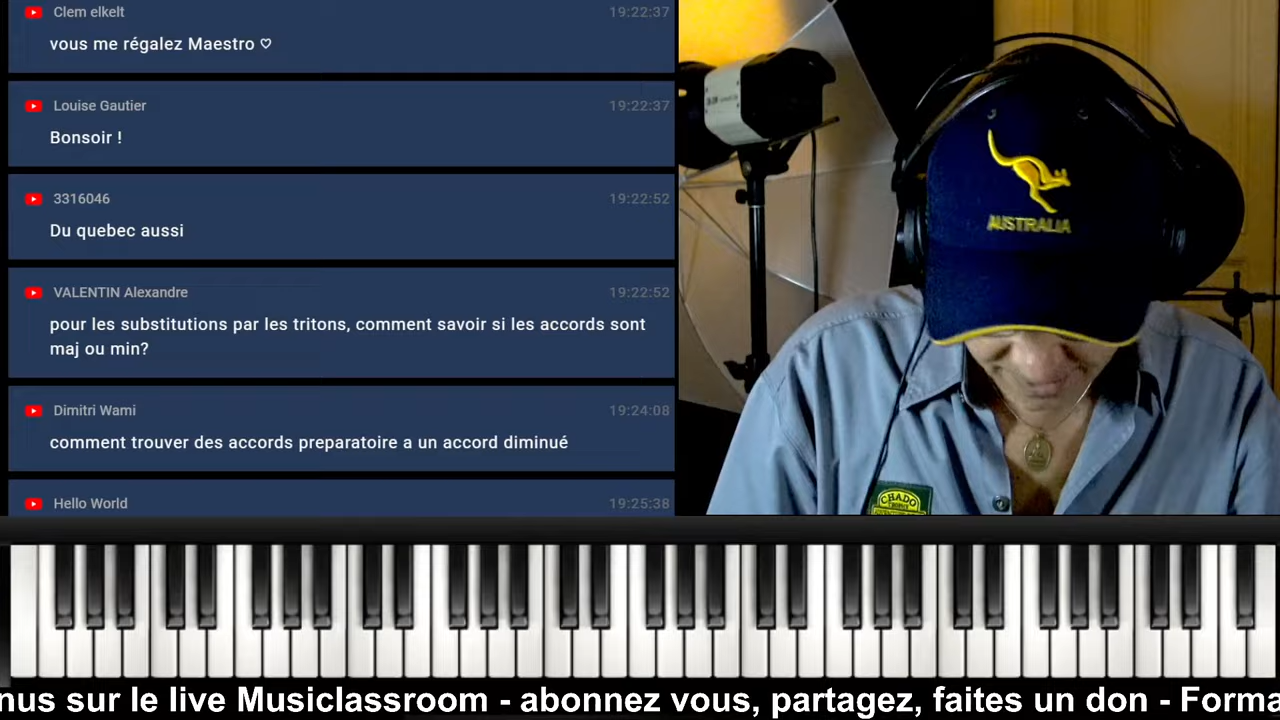 Clem elkelt
19:22:37
vous me régalez Maestro ♡
Louise Gautier
19:22:37
Bonsoir !
3316046
19:22:52
Du quebec aussi
VALENTIN Alexandre
19:22:52
pour les substitutions par les tritons, comment savoir si les accords sont
maj ou min?
Dimitri Wami
19:24:08
comment trouver des accords preparatoire a un accord diminué
Hello World
19:25:38
AUSTRALIA
CHADO
nus sur le live Musiclassroom - abonnez vous, partagez, faites un don - Forma